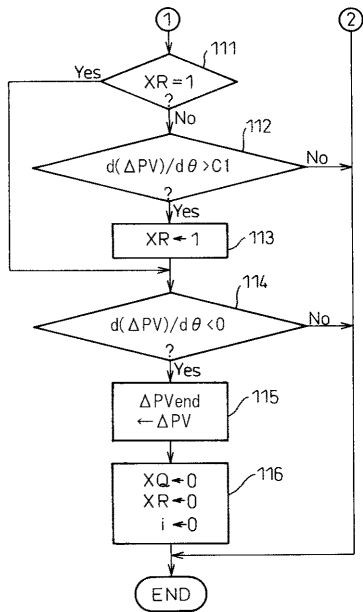 1
2
111
Yes
XR=1
?
No
112
d(ΔPV)/dθ>C1
No
?
Yes
XR←1
113
114
d(ΔPV)/dθ<0
No
?
Yes
ΔPVend
←ΔPV
115
XQ←0
XR←0
i←0
116
END